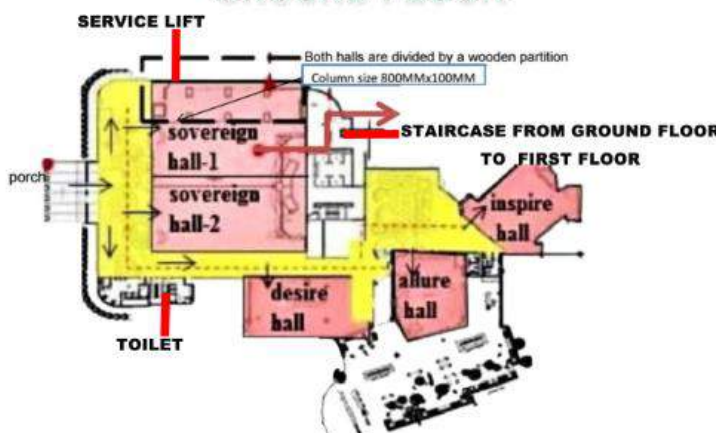 SERVICE LIFT
Both halls are divided by a wooden partition
Column size 800MMx100MM
STAIRCASE FROM GROUND FLOOR
TO FIRST FLOOR
sovereign
hall-1
porch
sovereign
hall-2
inspire
hall
desire
hall
allure
hall
TOILET